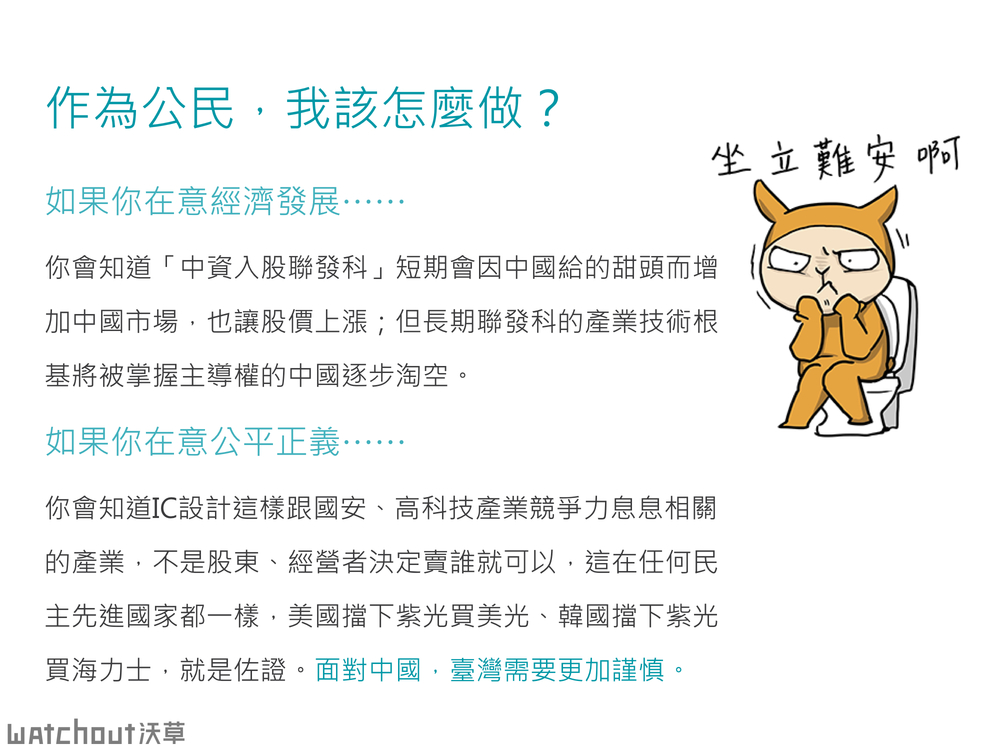 作為公民，我該怎麼做？
坐立難安啊
如果你在意經濟發展⋯⋯
你會知道「中資入股聯發科」短期會因中國給的甜頭而增
加中國市場，也讓股價上漲；但長期聯發科的產業技術根
基將被掌握主導權的中國逐步淘空。
如果你在意公平正義⋯⋯
你會知道IC設計這樣跟國安、高科技產業競爭力息息相關
的產業，不是股東、經營者決定賣誰就可以，這在任何民
主先進國家都一樣，美國擋下紫光買美光、韓國擋下紫光
買海力士，就是佐證。面對中國，臺灣需要更加謹慎。
watchout沃草